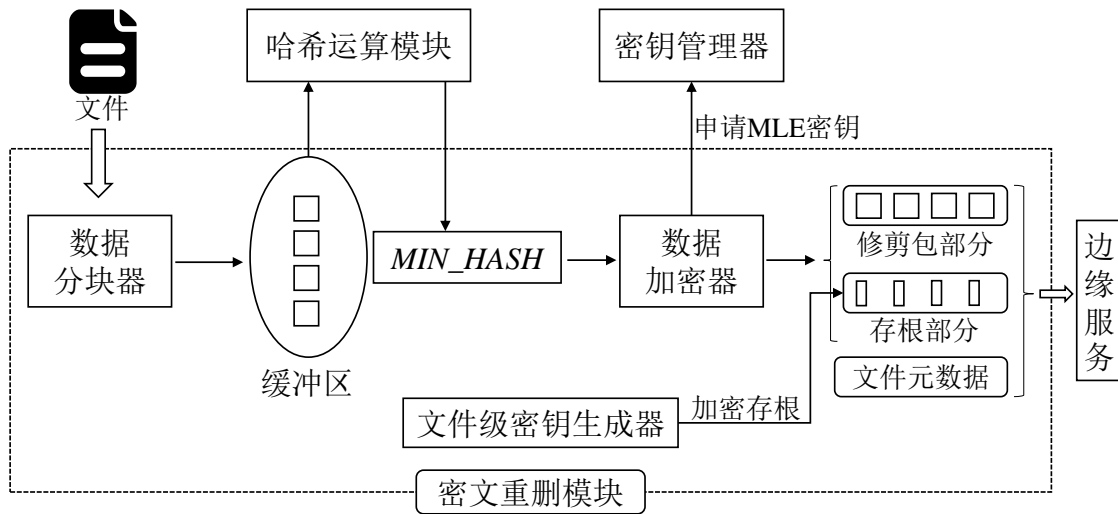 文件
哈希运算模块
密钥管理器
申请MLE密钥
数据
分块器
缓冲区
MIN_HASH
数据
加密器
修剪包部分
存根部分
文件元数据
边
缘
服
务
文件级密钥生成器
加密存根
密文重删模块